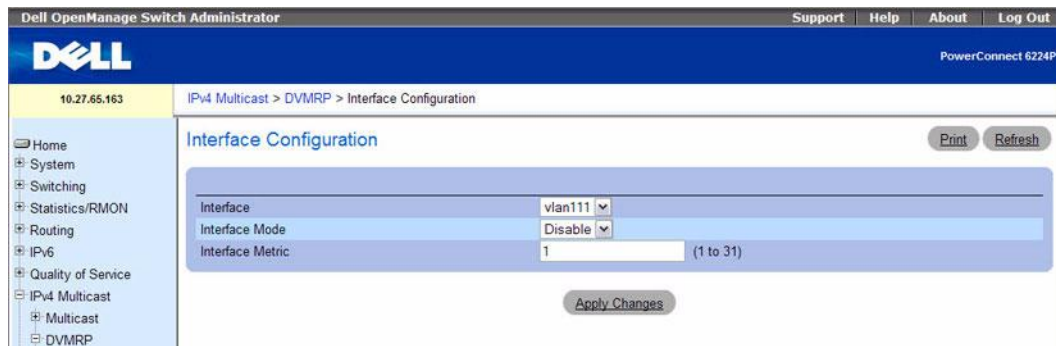 Dell OpenManage Switch Administrator
Support Help About Log Out
DELL
PowerConnect 6224P
10.27.65.163
IPv4 Multicast > DVMRP > Interface Configuration
Home
System
Switching
Statistics/RMON
Routing
IPv6
Quality of Service
IPv4 Multicast
Multicast
DVMRP
Interface Configuration
Print Refresh
Interface vlan111
Interface Mode Disable
Interface Metric 1 (1 to 31)
Apply Changes